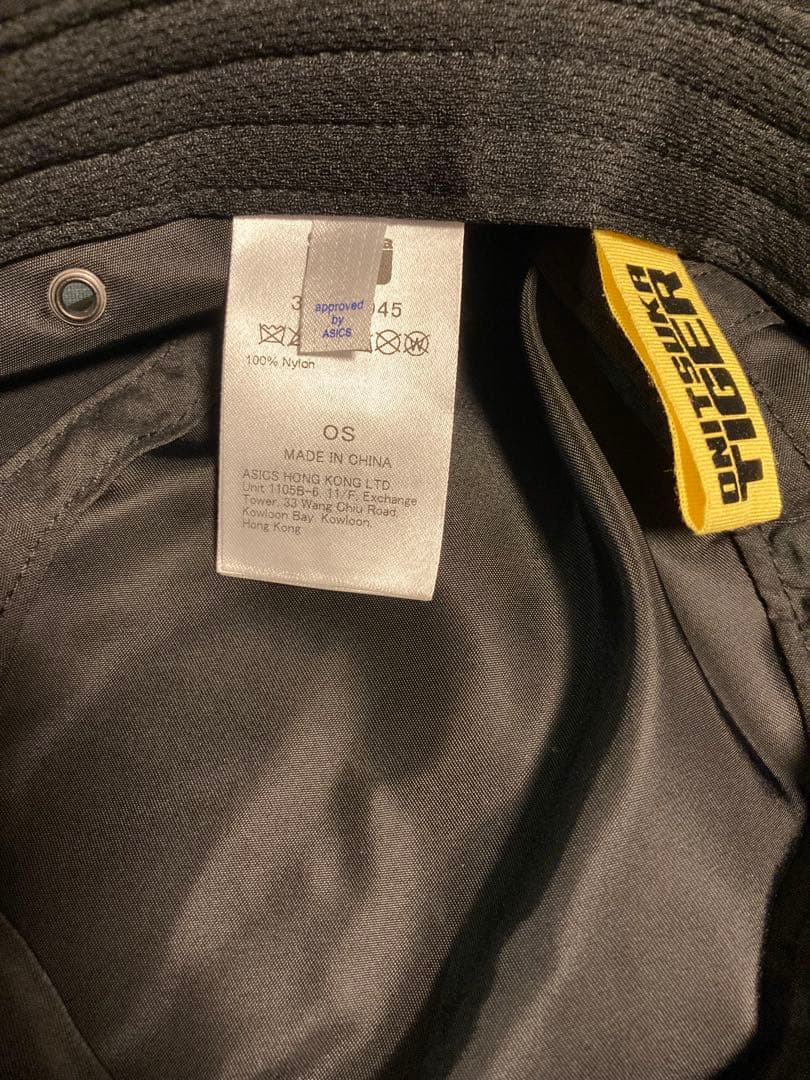 approved
by
ASICS
100% Nylon
OS
MADE IN CHINA
ASICS HONG KONG LTD
Unit 1105B-6, 11/F. Exchange
Tower, 33 Wang Chiu Road,
Kowloon Bay, Kowloon,
Hong Kong
ONITSUKA
TIGER